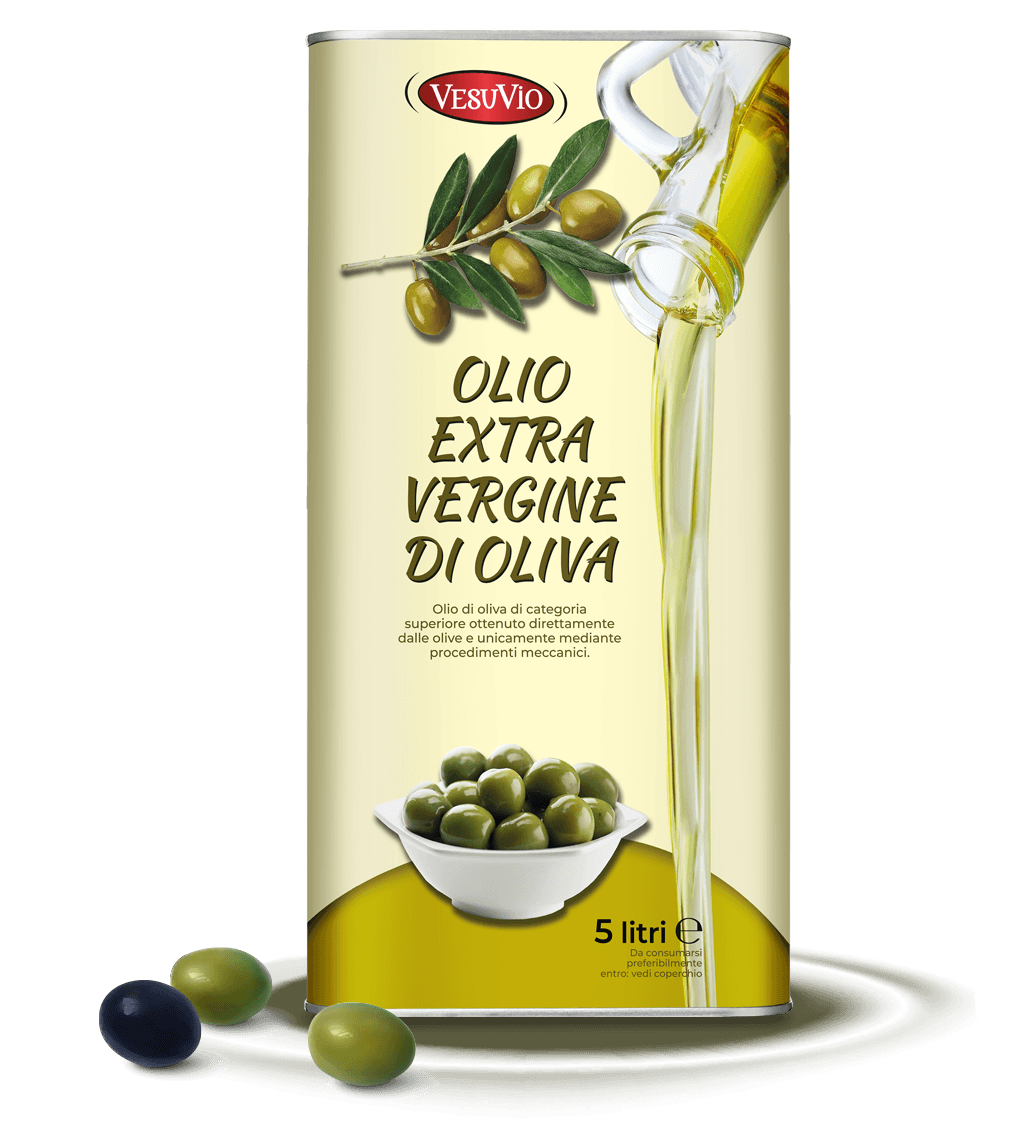 VESUVIO
OLIO
EXTRA
VERGINE
DI OLIVA
Olio di oliva di categoria
superiore ottenuto direttamente
dalle olive e unicamente mediante
procedimenti meccanici.
5 litri ℮
Da consumarsi
preferibilmente
entro: vedi coperchio